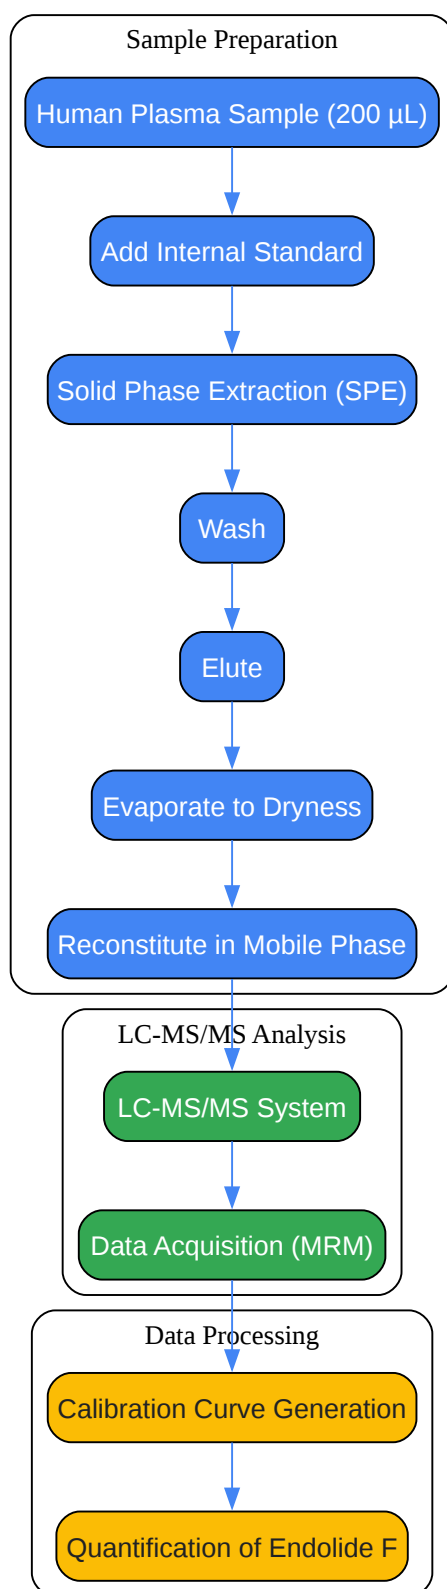 Sample Preparation
Human Plasma Sample (200 µL)
Add Internal Standard
Solid Phase Extraction (SPE)
Wash
Elute
Evaporate to Dryness
Reconstitute in Mobile Phase
LC-MS/MS Analysis
LC-MS/MS System
Data Acquisition (MRM)
Data Processing
Calibration Curve Generation
Quantification of Endolide F